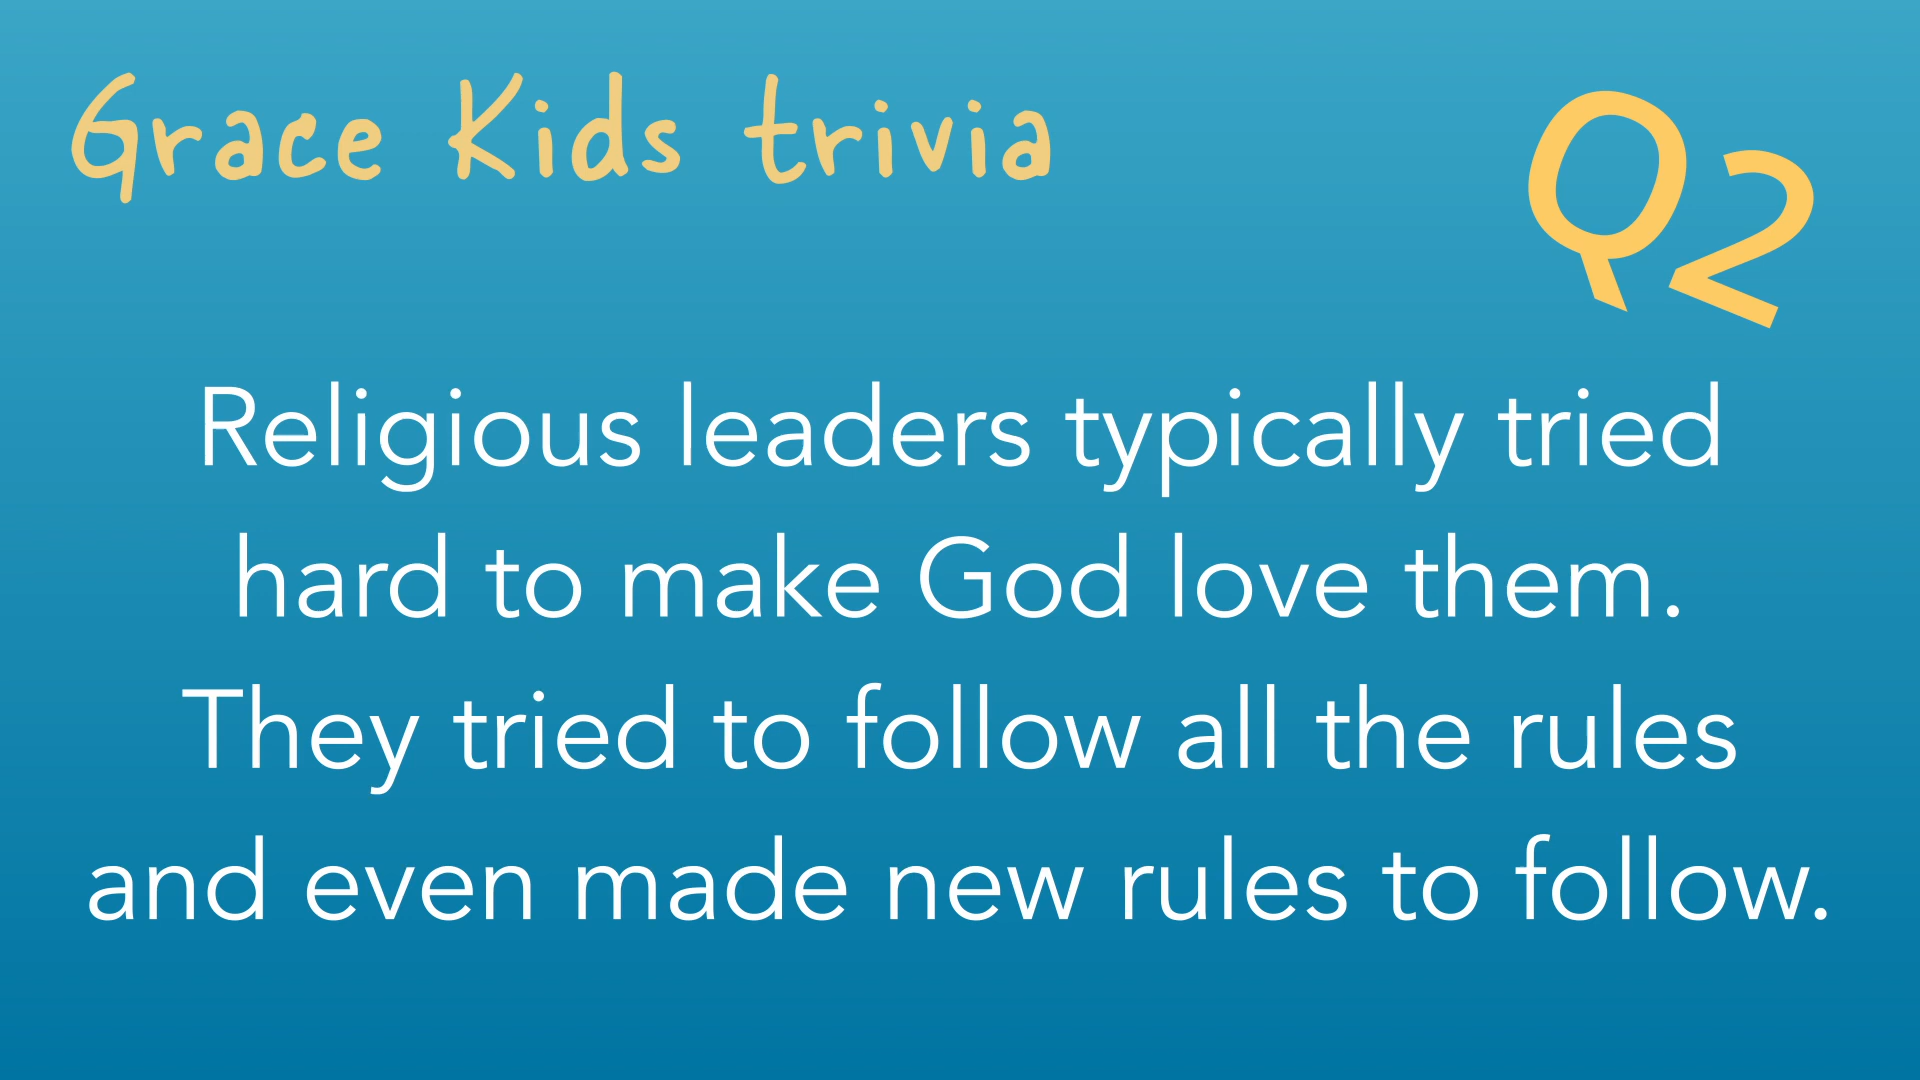 Grace Kids trivia
Q2
Religious leaders typically tried
hard to make God love them.
They tried to follow all the rules
and even made new rules to follow.